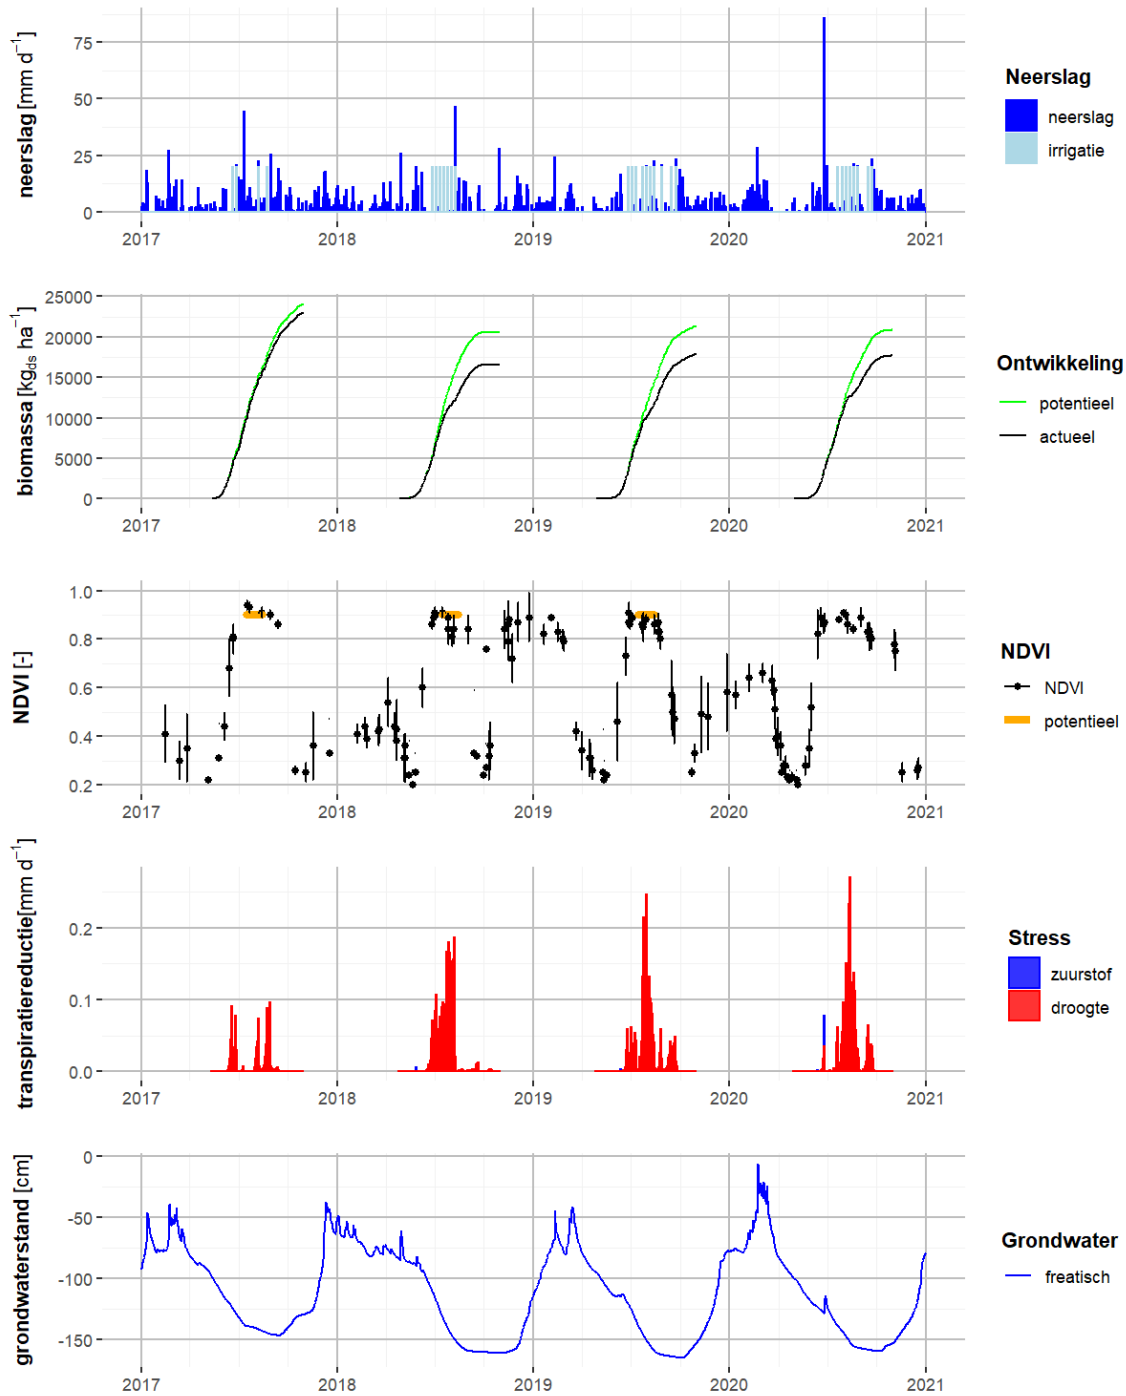 neerslag [mm d⁻¹]
75
50
25
0
2017
2018
2019
2020
2021
Neerslag
neerslag
irrigatie
biomassa [kg_ds ha⁻¹]
25000
20000
15000
10000
5000
0
2017
2018
2019
2020
2021
Ontwikkeling
potentieel
actueel
NDVI [-]
1.0
0.8
0.6
0.4
0.2
2017
2018
2019
2020
2021
NDVI
NDVI
potentieel
transpiratiereductie[mm d⁻¹]
0.2
0.1
0.0
2017
2018
2019
2020
2021
Stress
zuurstof
droogte
grondwaterstand [cm]
0
-50
-100
-150
2017
2018
2019
2020
2021
Grondwater
freatisch